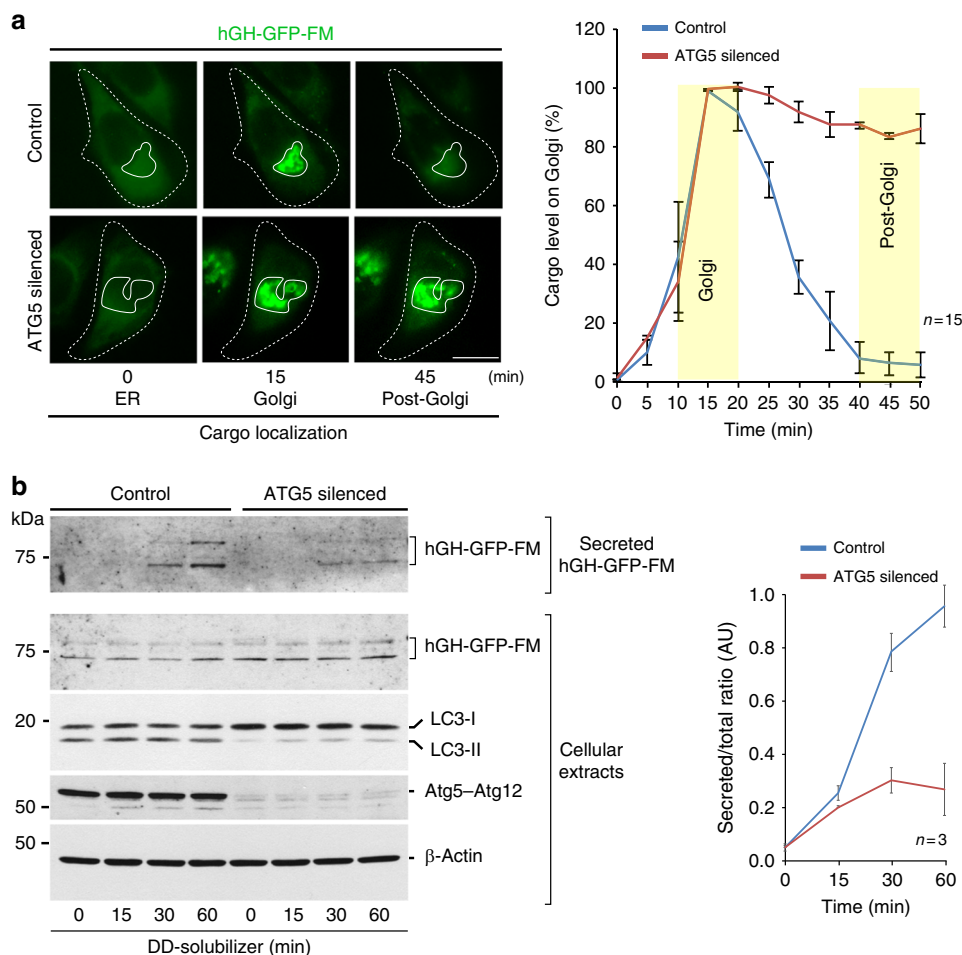 a
hGH-GFP-FM
Control
ATG5 silenced
0 15 45 (min)
ER Golgi Post-Golgi
Cargo localization
Control
ATG5 silenced
Cargo level on Golgi (%)
120
100
80
60
40
20
0
Golgi
Post-Golgi
n=15
0 5 10 15 20 25 30 35 40 45 50
Time (min)
b
Control ATG5 silenced
kDa
75
hGH-GFP-FM
Secreted
hGH-GFP-FM
75
hGH-GFP-FM
20
LC3-I
LC3-II
Cellular
extracts
50
Atg5–Atg12
50
β-Actin
0 15 30 60 0 15 30 60
DD-solubilizer (min)
Control
ATG5 silenced
Secreted/total ratio (AU)
1.0
0.8
0.6
0.4
0.2
0.0
n=3
0 15 30 60
Time (min)